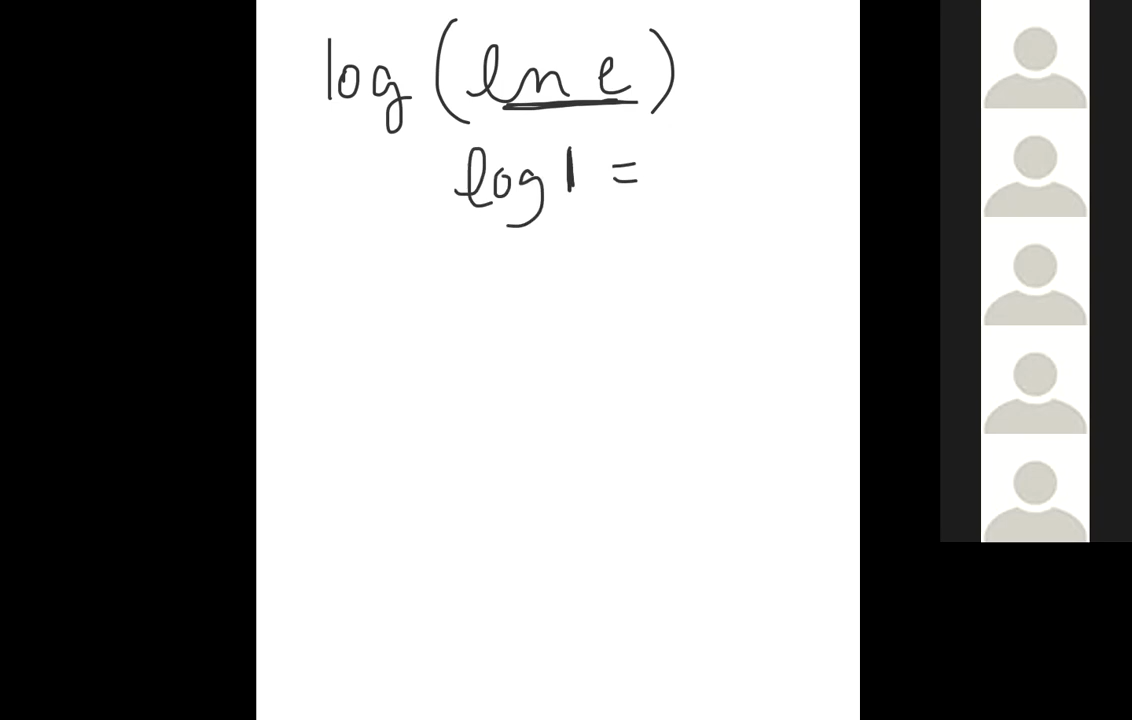 log (ln e)
log 1 =